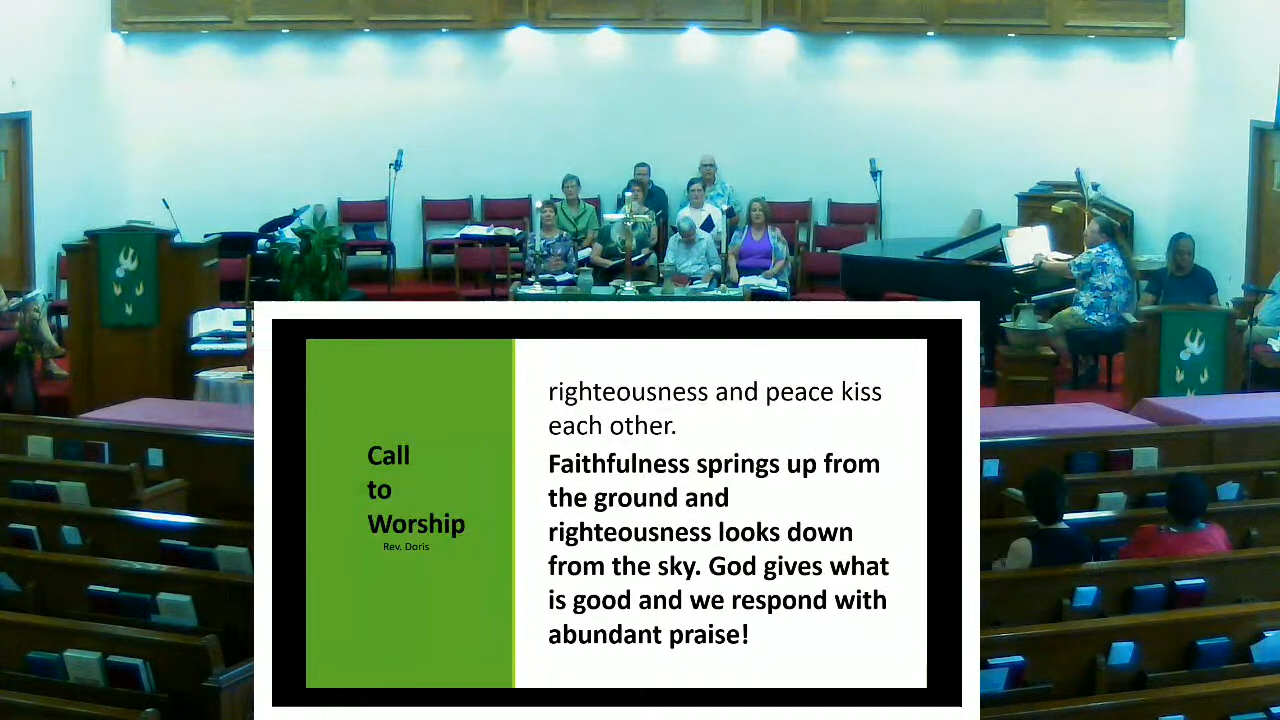 Call
to
Worship
Rev. Doris
righteousness and peace kiss
each other.
Faithfulness springs up from
the ground and
righteousness looks down
from the sky. God gives what
is good and we respond with
abundant praise!